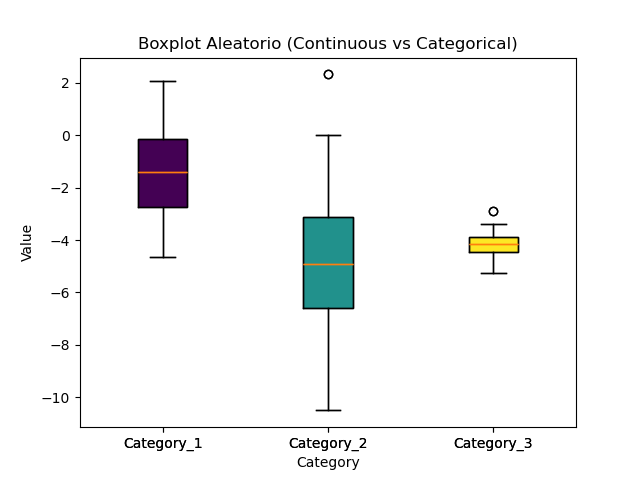 Boxplot Aleatorio (Continuous vs Categorical)
2
0
−2
−4
−6
−8
−10
Value
Category_1
Category_2
Category_3
Category